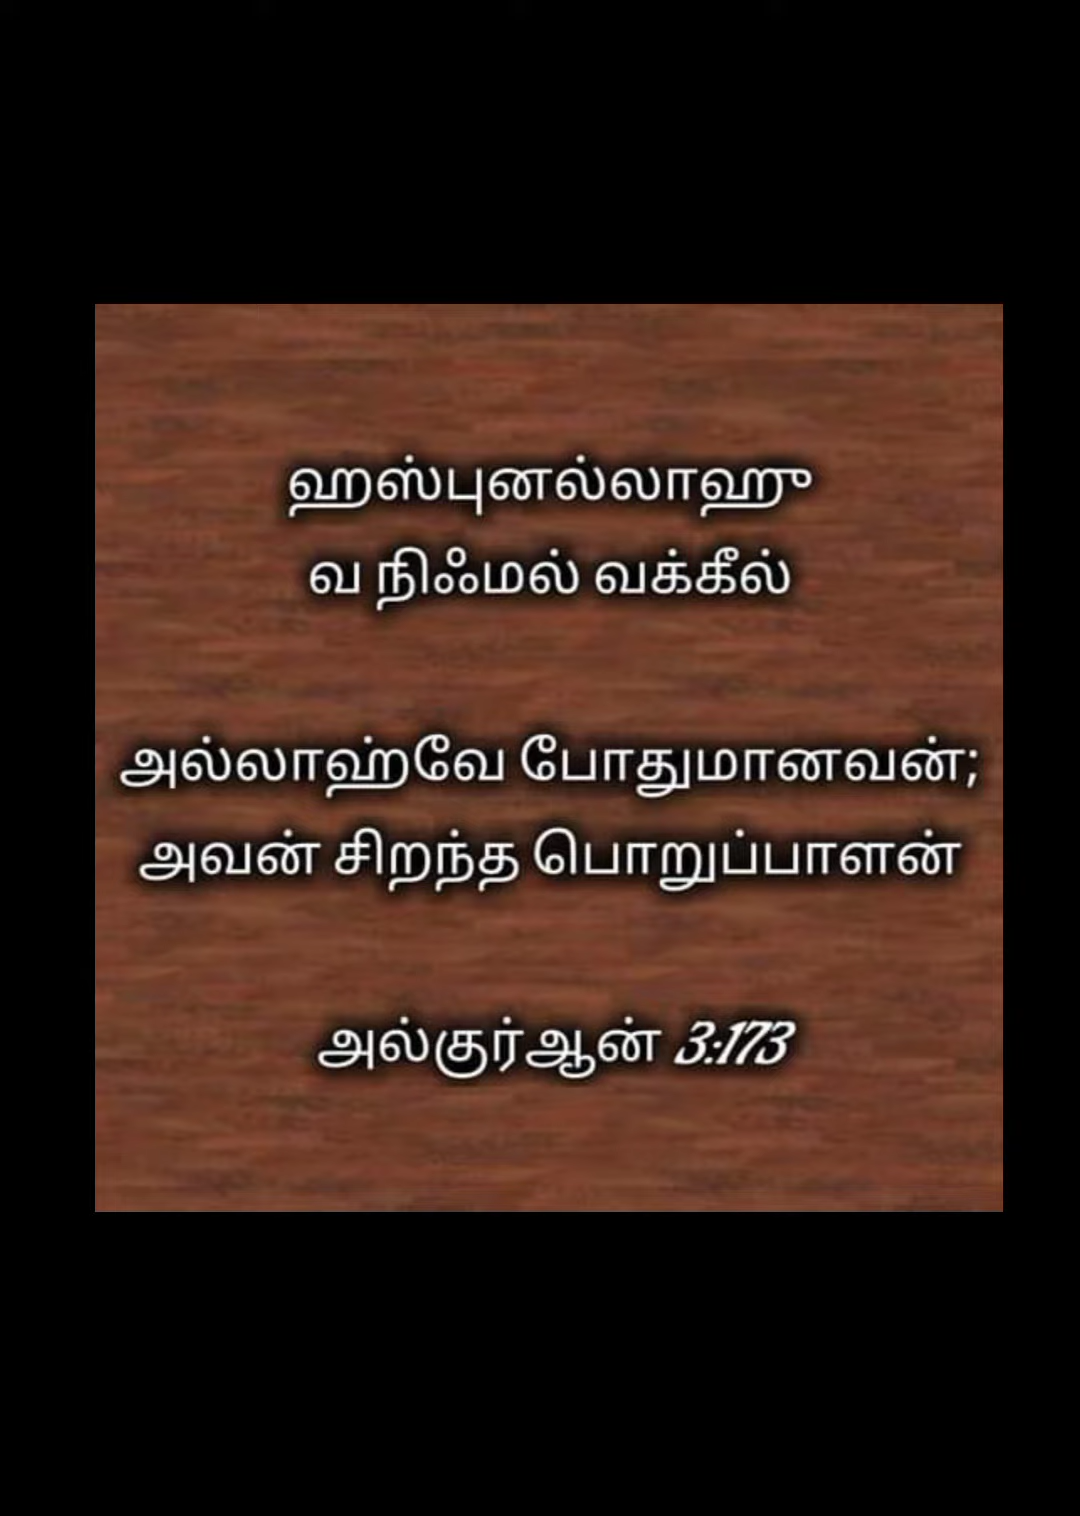 ஹஸ்புனல்லாஹு
வ நிஃமல் வக்கீல்
அல்லாஹ்வே போதுமானவன்;
அவன் சிறந்த பொறுப்பாளன்
அல்குர்ஆன் 3:173